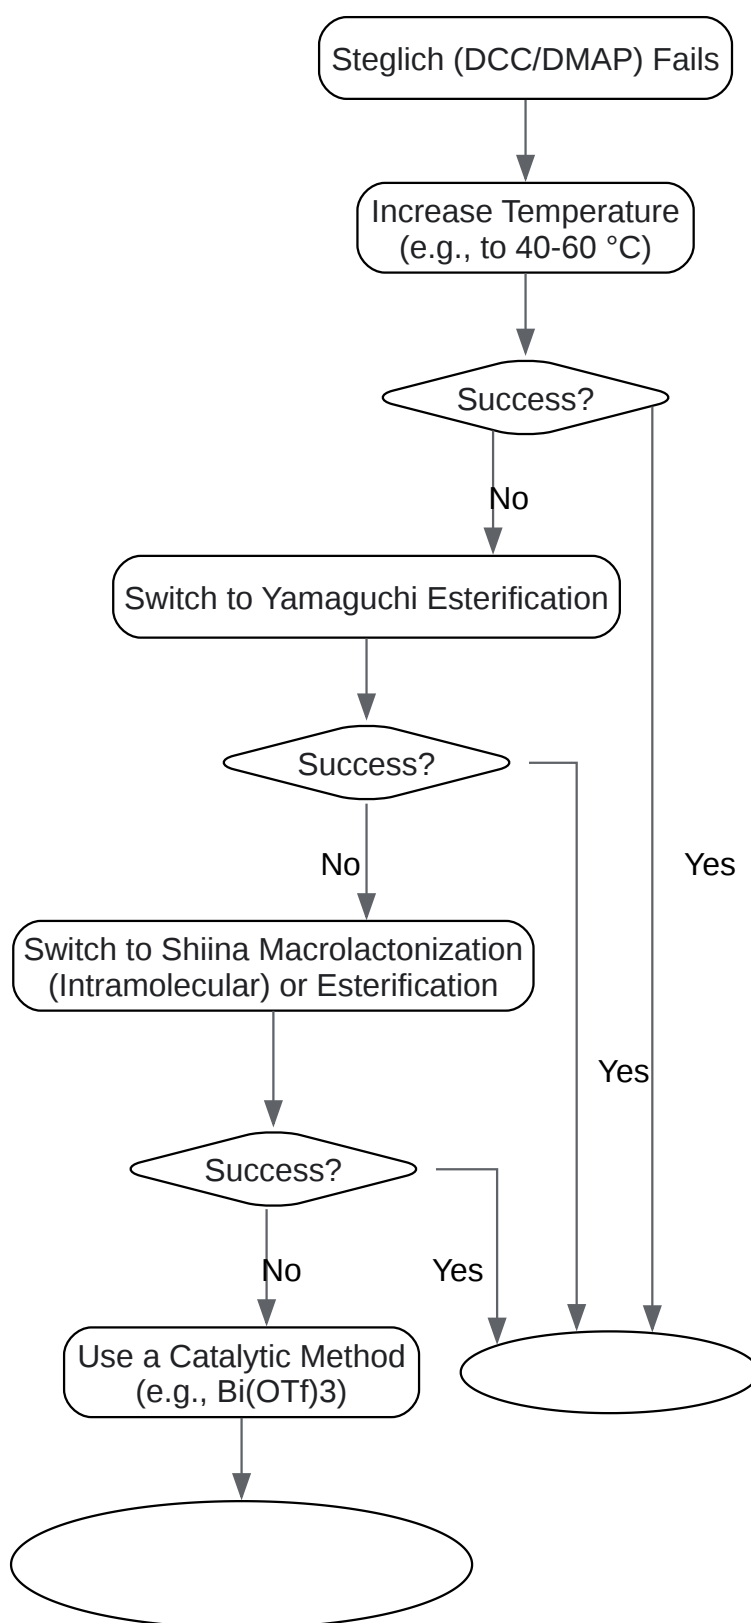 Steglich (DCC/DMAP) Fails
Increase Temperature
(e.g., to 40-60 °C)
Success?
No
Switch to Yamaguchi Esterification
Success?
No
Yes
Switch to Shiina Macrolactonization
(Intramolecular) or Esterification
Yes
Success?
No
Yes
Use a Catalytic Method
(e.g., Bi(OTf)3)